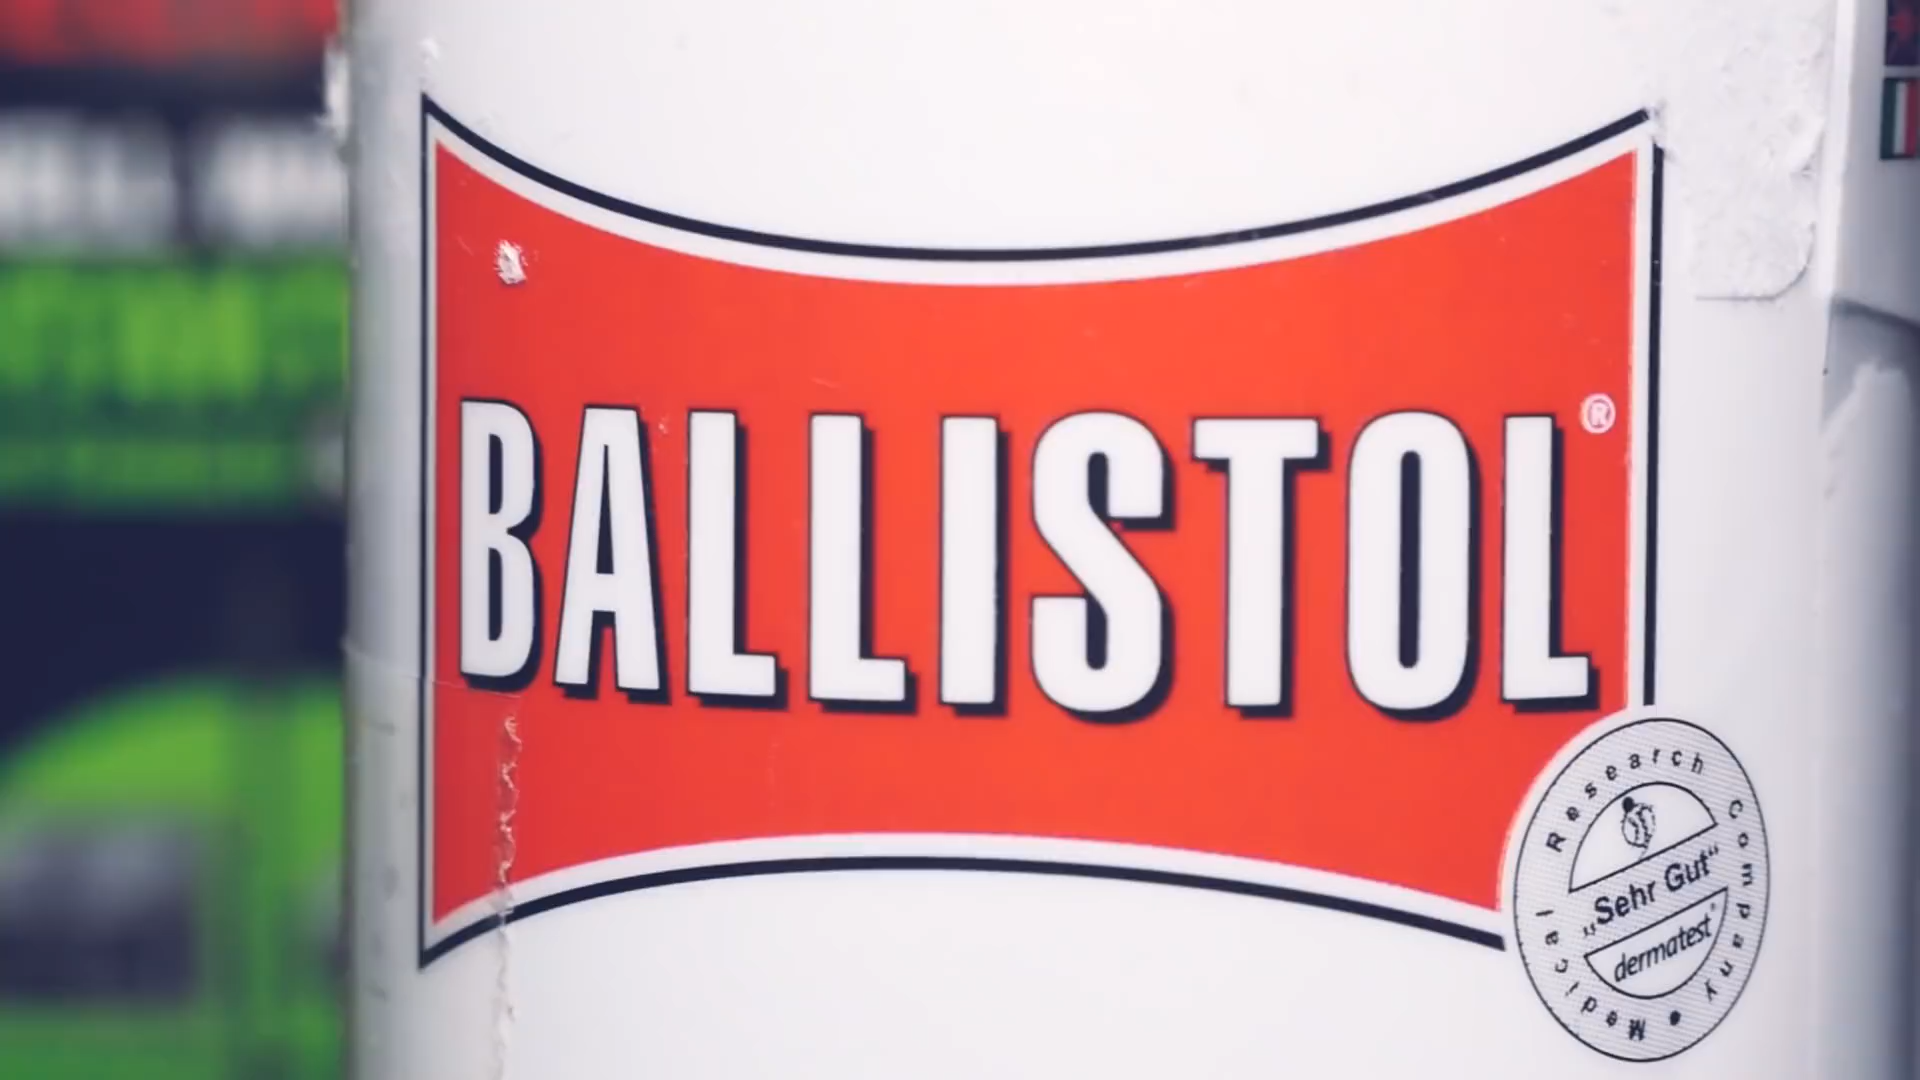 BALLISTOL®
Medical Research Company •
„Sehr Gut“
dermatest®